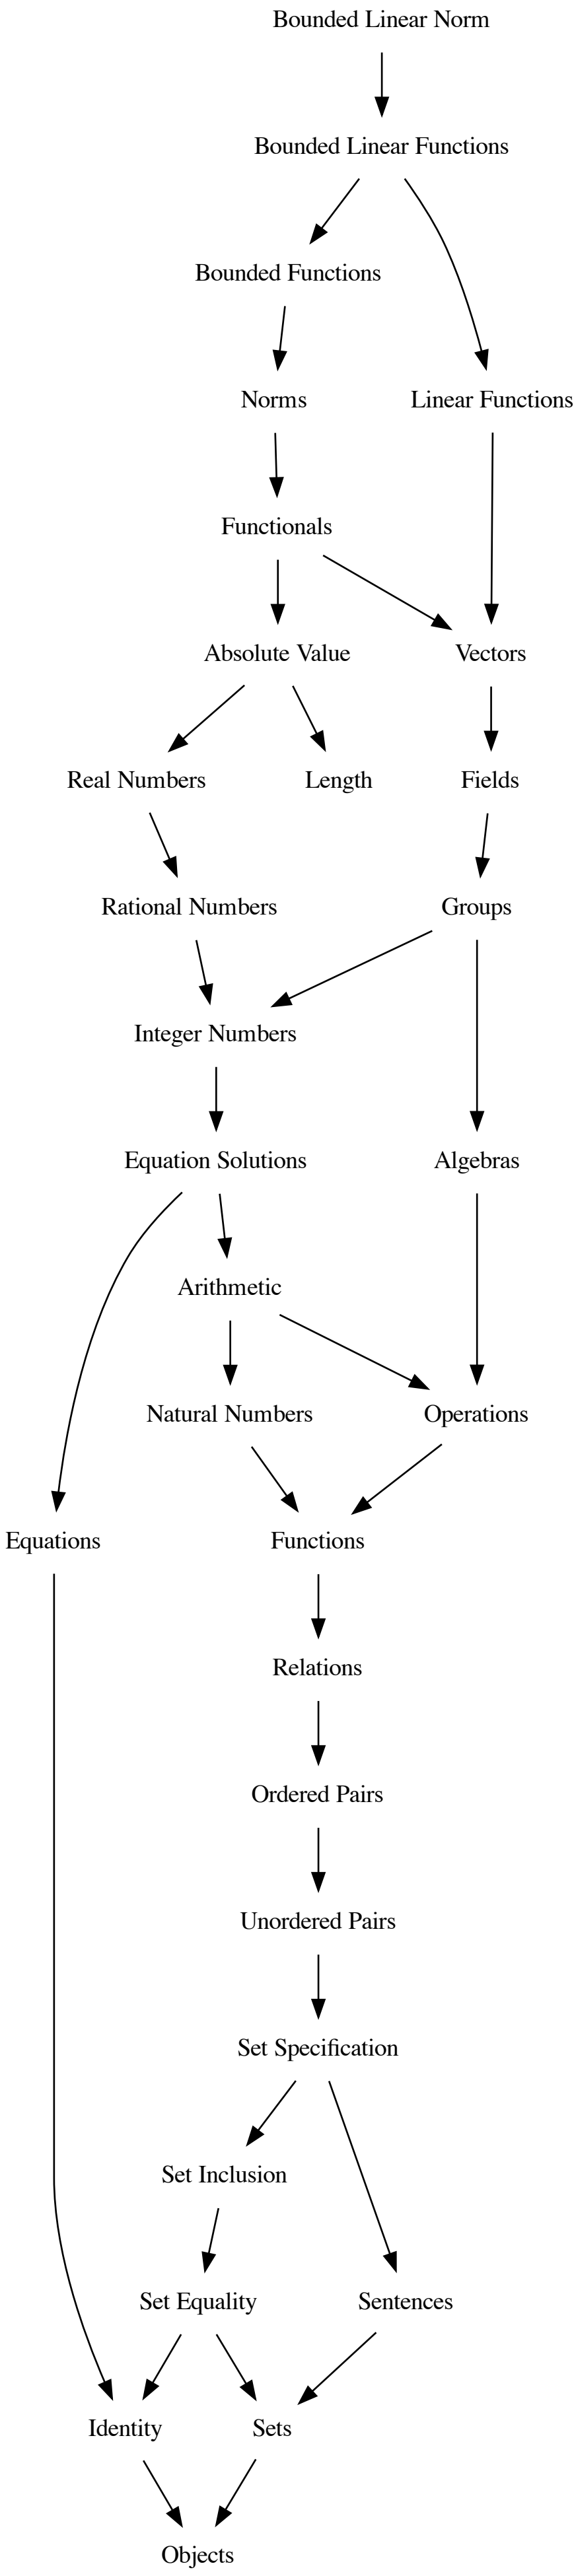 Bounded Linear Norm
Bounded Linear Functions
Bounded Functions
Norms
Linear Functions
Functionals
Absolute Value
Vectors
Real Numbers
Length
Fields
Rational Numbers
Groups
Integer Numbers
Equation Solutions
Algebras
Arithmetic
Natural Numbers
Operations
Equations
Functions
Relations
Ordered Pairs
Unordered Pairs
Set Specification
Set Inclusion
Set Equality
Sentences
Identity
Sets
Objects